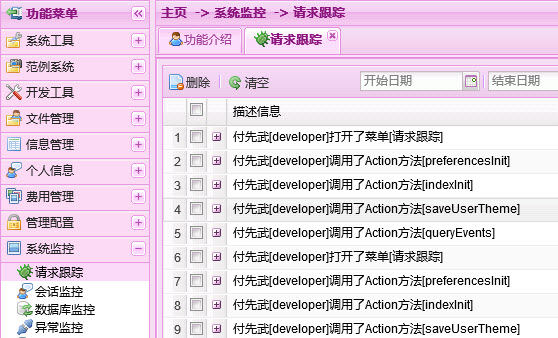 功能菜单
系统工具
范例系统
开发工具
文件管理
信息管理
个人信息
费用管理
管理配置
系统监控
请求跟踪
会话监控
数据库监控
异常监控
主页 -> 系统监控 -> 请求跟踪
功能介绍 请求跟踪
删除 清空 开始日期 结束日期
描述信息
1 付先武[developer]打开了菜单[请求跟踪]
2 付先武[developer]调用了Action方法[preferencesInit]
3 付先武[developer]调用了Action方法[indexInit]
4 付先武[developer]调用了Action方法[saveUserTheme]
5 付先武[developer]调用了Action方法[queryEvents]
6 付先武[developer]打开了菜单[请求跟踪]
7 付先武[developer]调用了Action方法[preferencesInit]
8 付先武[developer]调用了Action方法[indexInit]
9 付先武[developer]调用了Action方法[saveUserTheme]